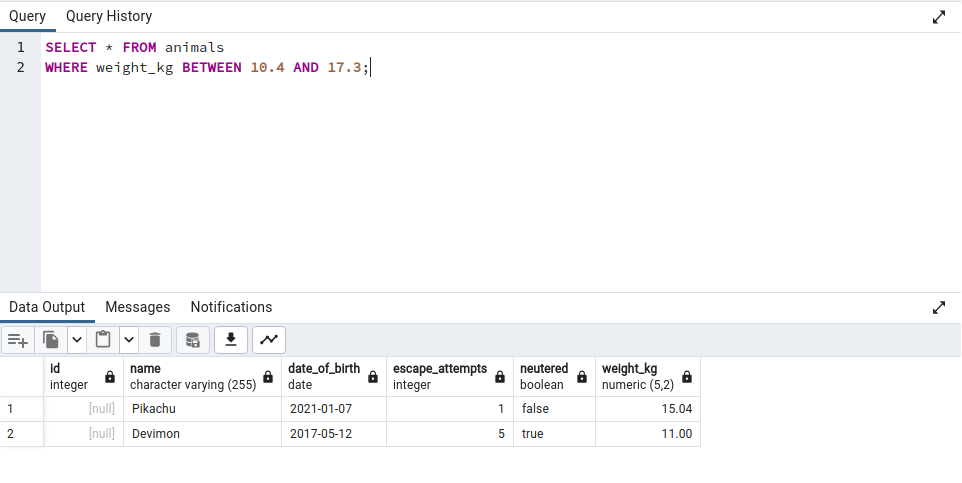 Query Query History
1 SELECT * FROM animals
2 WHERE weight_kg BETWEEN 10.4 AND 17.3;
Data Output Messages Notifications
id name date_of_birth escape_attempts neutered weight_kg
integer character varying (255) date integer boolean numeric (5,2)
1 [null] Pikachu 2021-01-07 1 false 15.04
2 [null] Devimon 2017-05-12 5 true 11.00